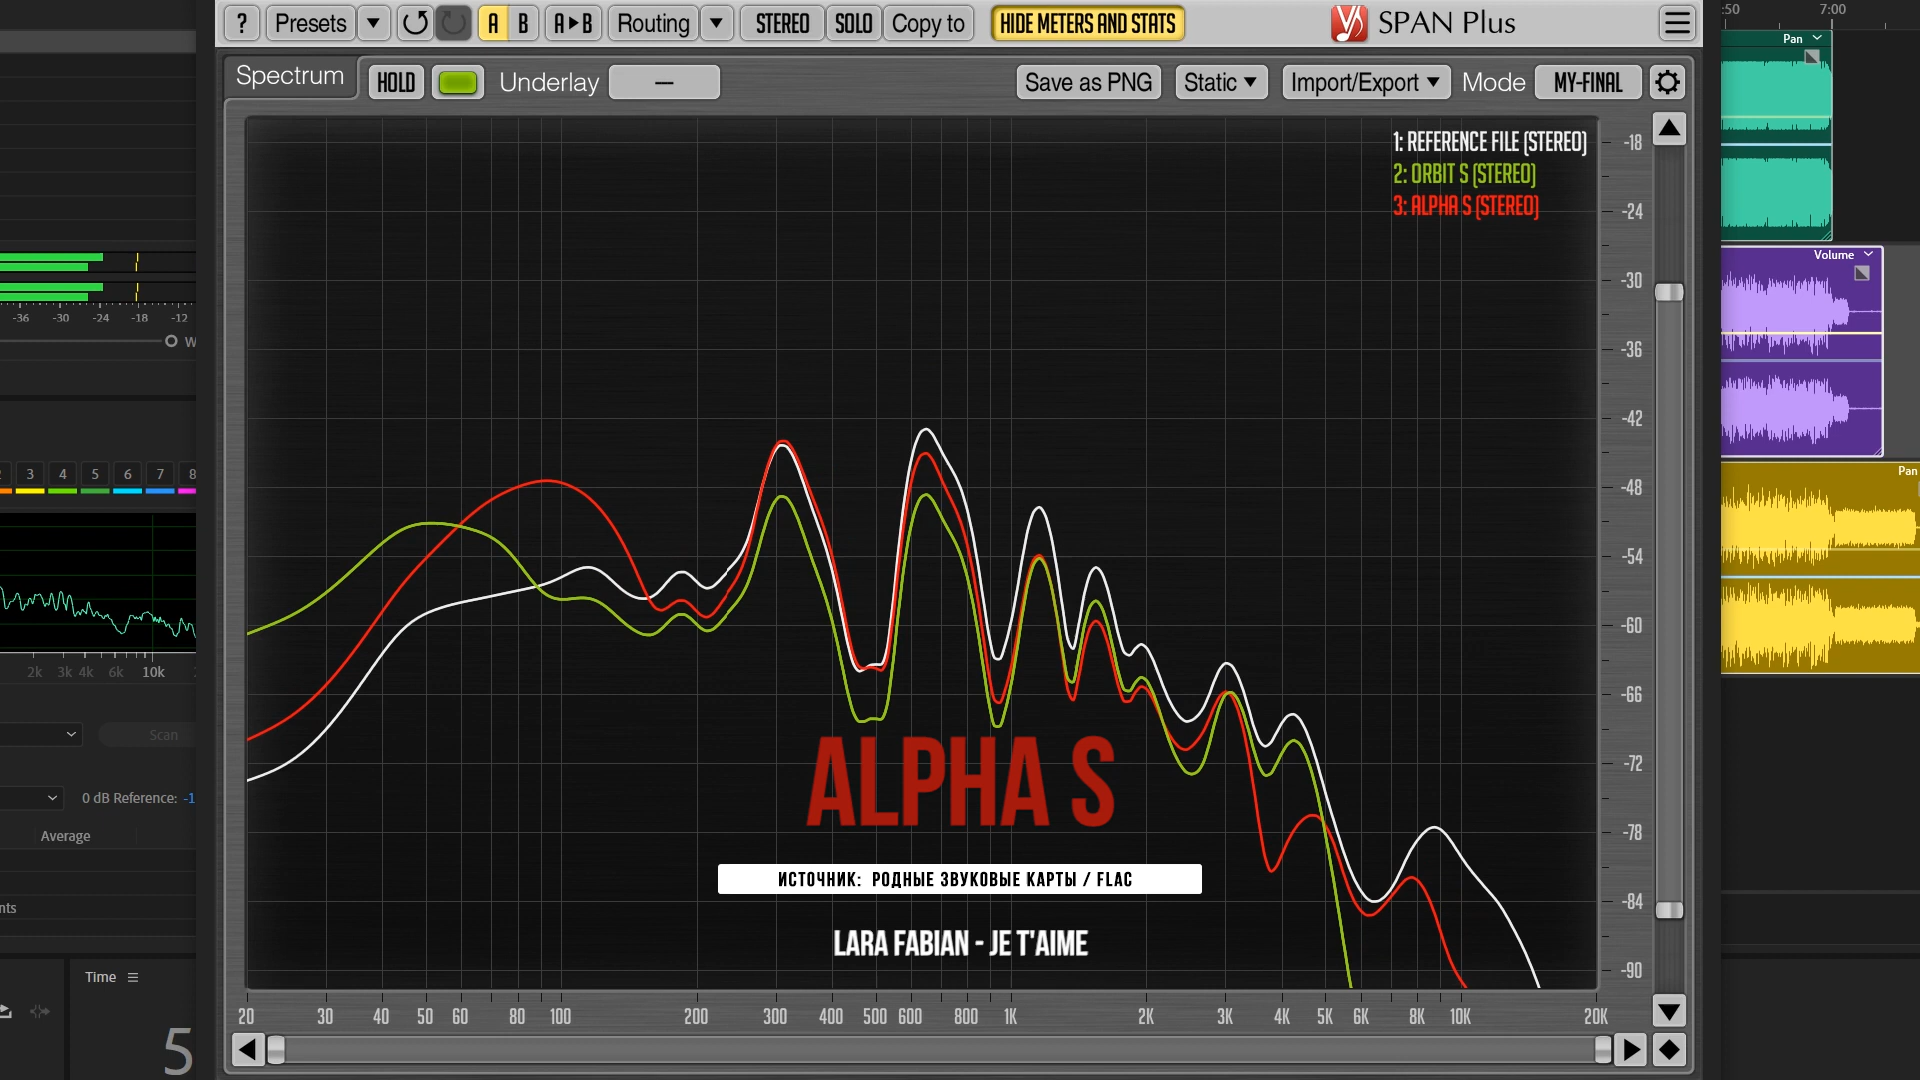 ? Presets A B A▸B Routing STEREO SOLO Copy to HIDE METERS AND STATS SPAN Plus
Spectrum HOLD Underlay — Save as PNG Static Import/Export Mode MY-FINAL
1: REFERENCE FILE (STEREO)
2: ORBIT S (STEREO)
3: ALPHA S (STEREO)
-18
-24
-30
-36
-42
-48
-54
-60
-66
-72
-78
-84
-90
ALPHA S
ИСТОЧНИК: РОДНЫЕ ЗВУКОВЫЕ КАРТЫ / FLAC
LARA FABIAN - JE T'AIME
20 30 40 50 60 80 100 200 300 400 500 600 800 1K 2K 3K 4K 5K 6K 8K 10K 20K
-36 -30 -24 -18 -12
W
3 4 5 6 7 8
2k 3k 4k 6k 10k
Scan
0 dB Reference: -1
Average
nts
Time
5
:50 7:00
Pan
Volume
Pan